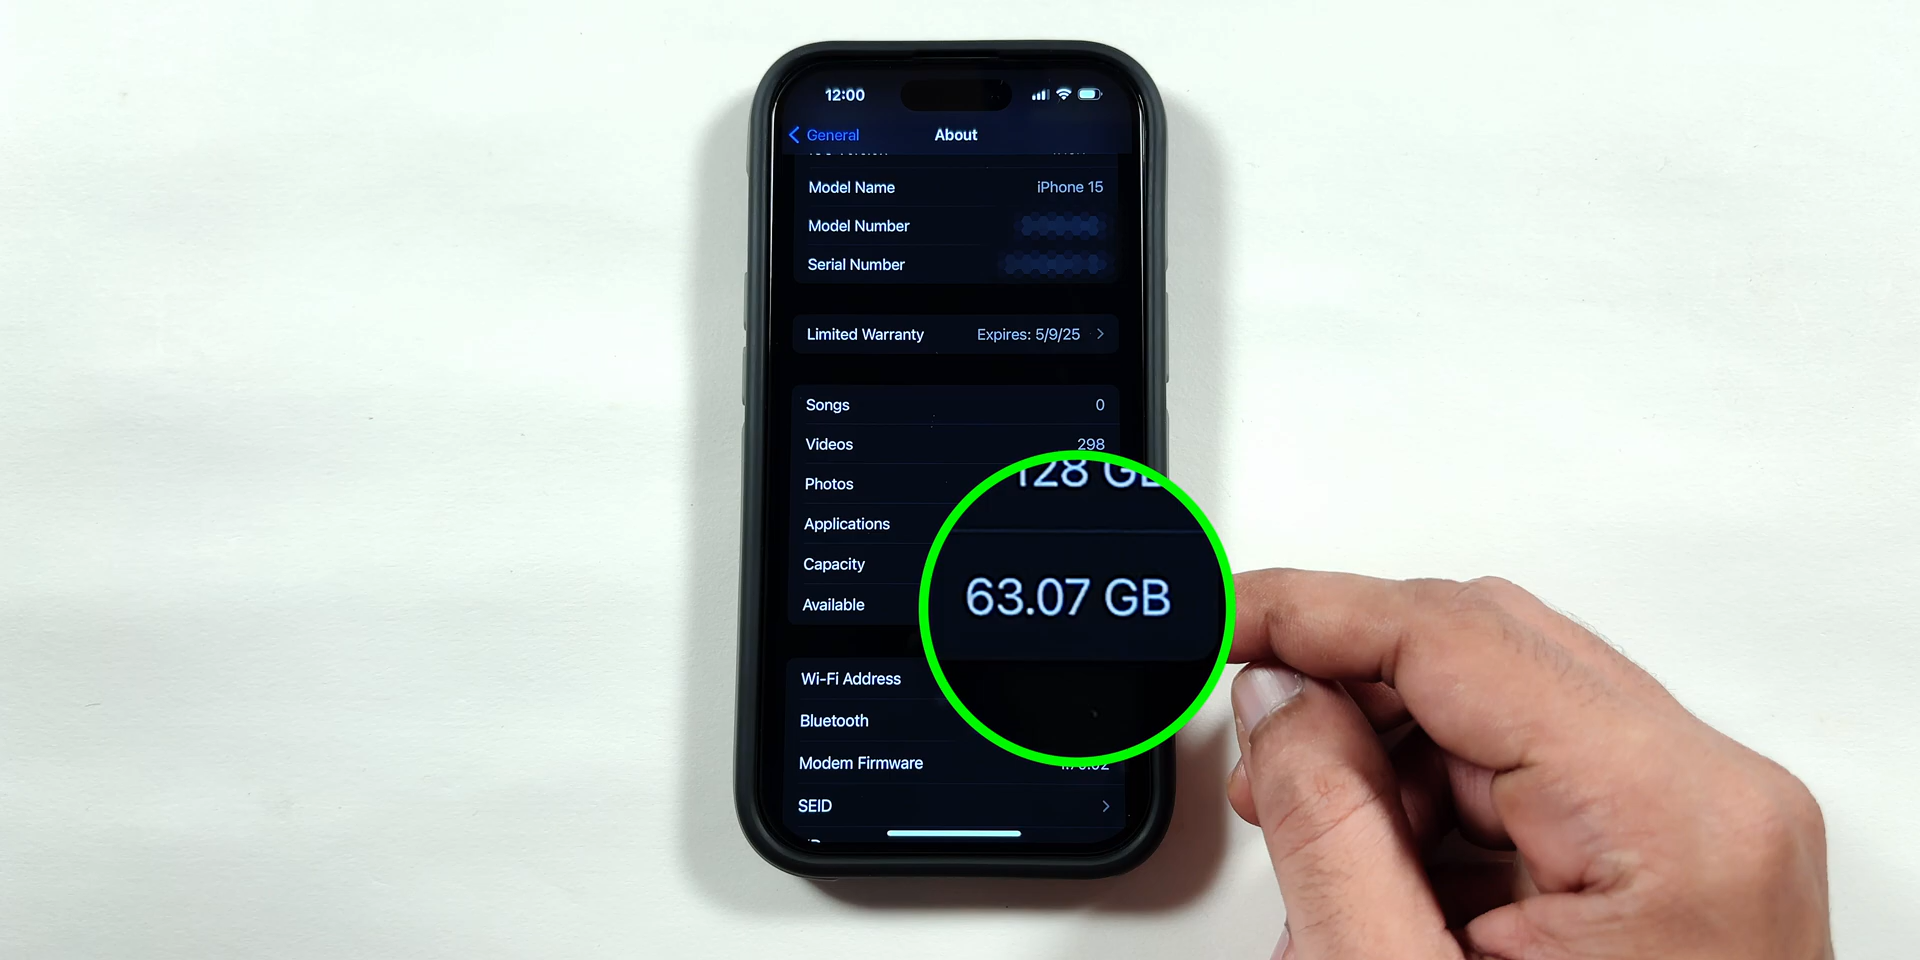 12:00
General
About
Model Name
iPhone 15
Model Number
Serial Number
Limited Warranty
Expires: 5/9/25
Songs
0
Videos
298
Photos
128 GB
Applications
Capacity
Available
63.07 GB
Wi-Fi Address
Bluetooth
Modem Firmware
SEID